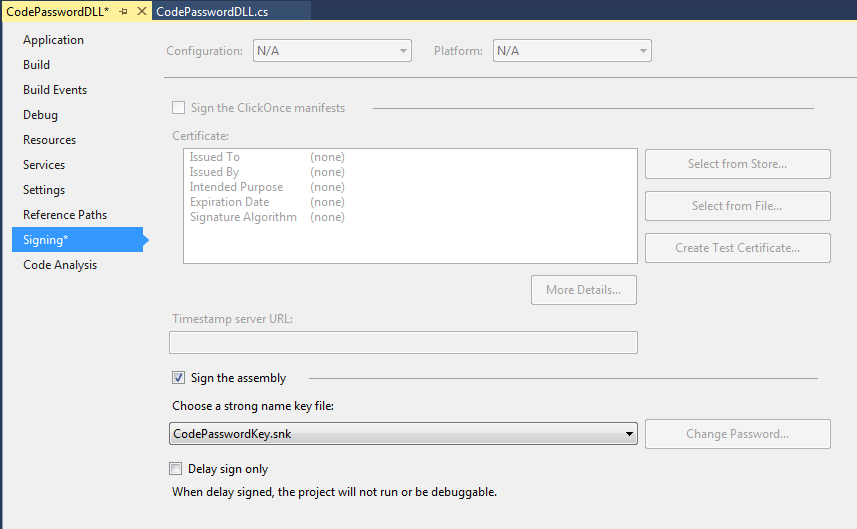 CodePasswordDLL* CodePasswordDLL.cs
Application
Build
Build Events
Debug
Resources
Services
Settings
Reference Paths
Signing*
Code Analysis
Configuration: N/A Platform: N/A
Sign the ClickOnce manifests
Certificate:
Issued To (none)
Issued By (none)
Intended Purpose (none)
Expiration Date (none)
Signature Algorithm (none)
Select from Store...
Select from File...
Create Test Certificate...
More Details...
Timestamp server URL:
Sign the assembly
Choose a strong name key file:
CodePasswordKey.snk Change Password...
Delay sign only
When delay signed, the project will not run or be debuggable.